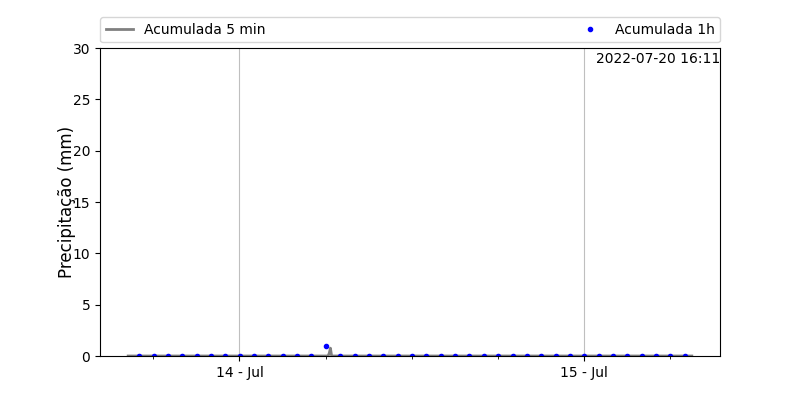 Acumulada 5 min
Acumulada 1h
2022-07-20 16:11
Precipitação (mm)
30
25
20
15
10
5
0
14 - Jul
15 - Jul